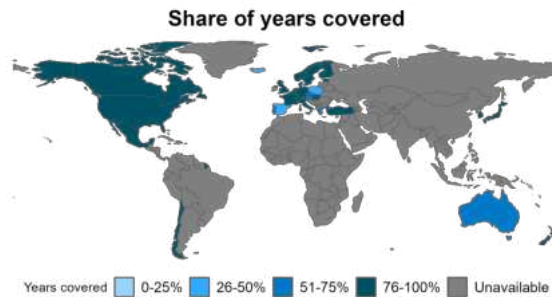 Share of years covered
Years covered 0-25% 26-50% 51-75% 76-100% Unavailable